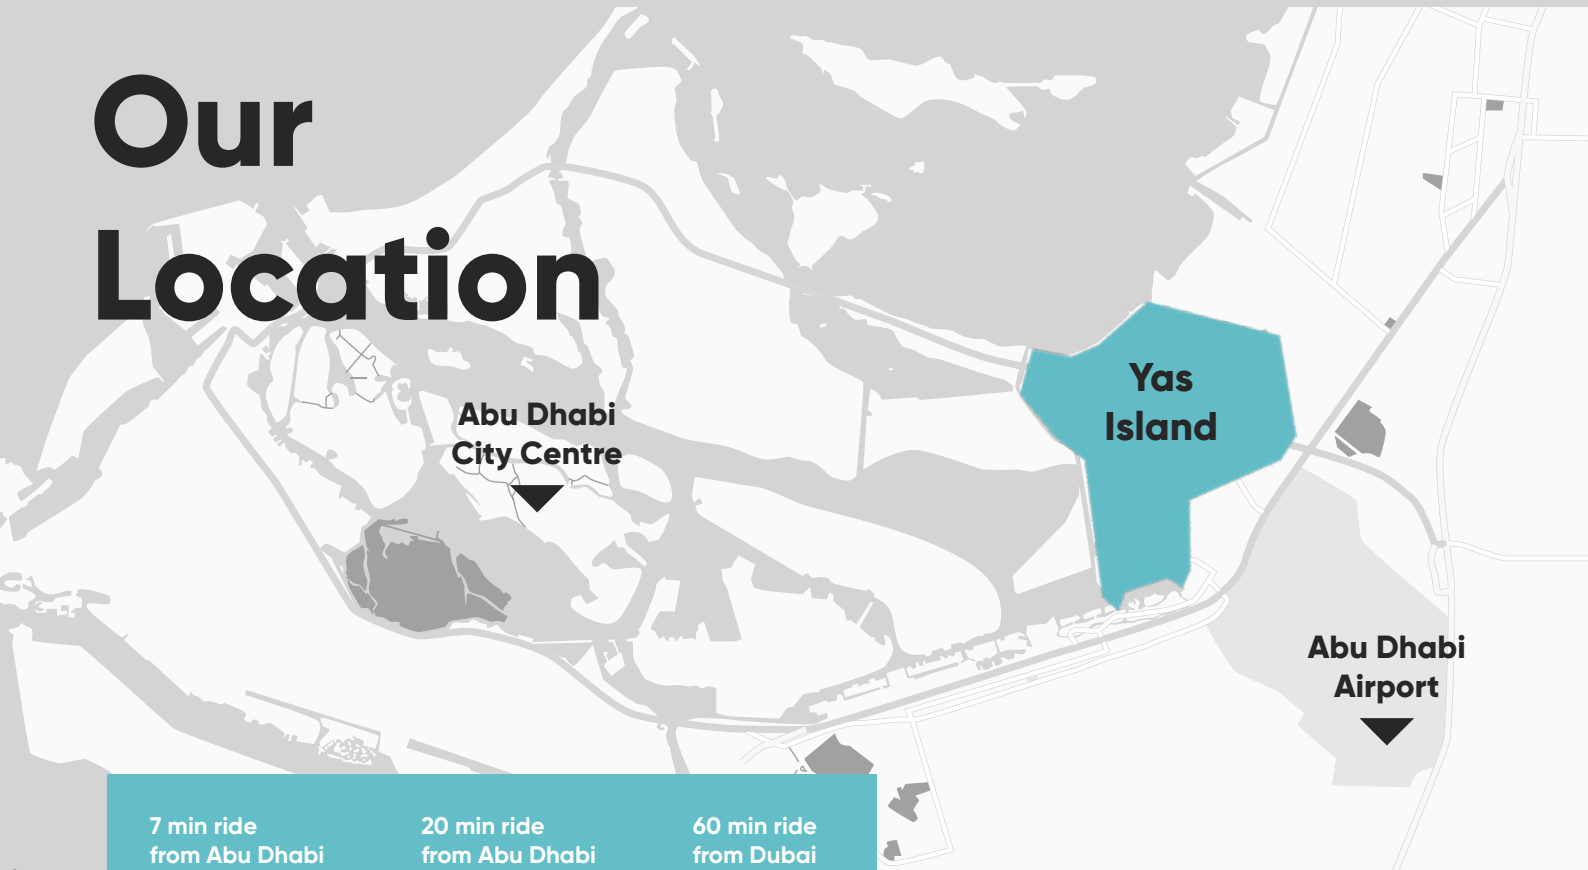 Our
Location
Yas
Island
Abu Dhabi
City Centre
Abu Dhabi
Airport
7 min ride
from Abu Dhabi
20 min ride
from Abu Dhabi
60 min ride
from Dubai